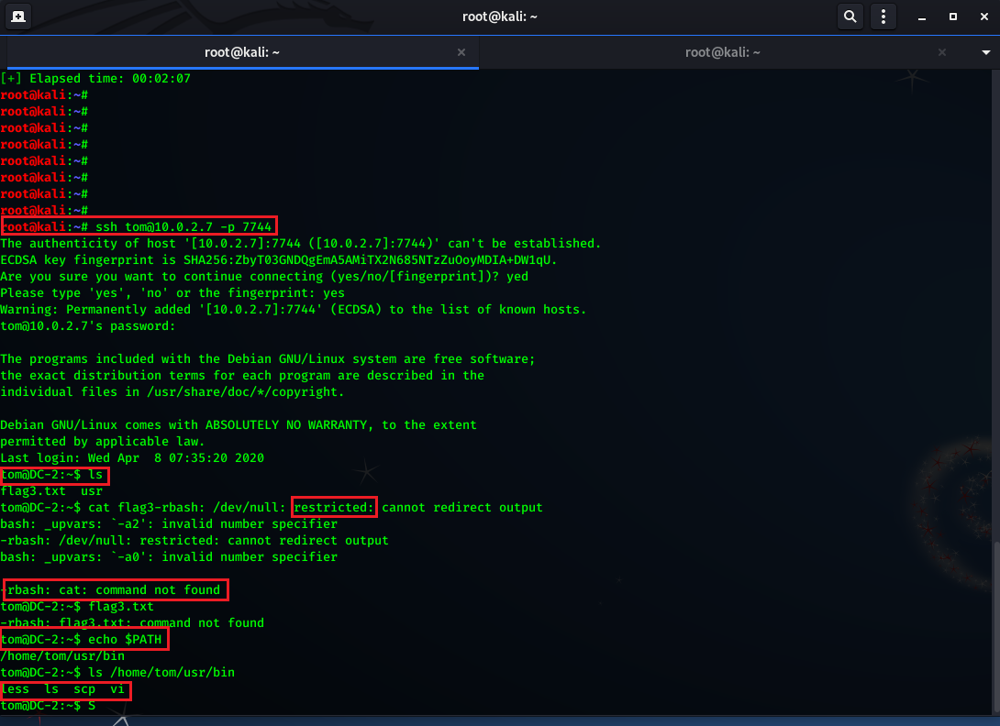 root@kali: ~
root@kali: ~
root@kali: ~
[+] Elapsed time: 00:02:07
root@kali:~#
root@kali:~#
root@kali:~#
root@kali:~#
root@kali:~#
root@kali:~#
root@kali:~#
root@kali:~#
root@kali:~# ssh tom@10.0.2.7 -p 7744
The authenticity of host '[10.0.2.7]:7744 ([10.0.2.7]:7744)' can't be established.
ECDSA key fingerprint is SHA256:ZbyT03GNDQgEmA5AMiTX2N685NTzZuOoyMDIA+DW1qU.
Are you sure you want to continue connecting (yes/no/[fingerprint])? yed
Please type 'yes', 'no' or the fingerprint: yes
Warning: Permanently added '[10.0.2.7]:7744' (ECDSA) to the list of known hosts.
tom@10.0.2.7's password:
The programs included with the Debian GNU/Linux system are free software;
the exact distribution terms for each program are described in the
individual files in /usr/share/doc/*/copyright.
Debian GNU/Linux comes with ABSOLUTELY NO WARRANTY, to the extent
permitted by applicable law.
Last login: Wed Apr  8 07:35:20 2020
tom@DC-2:~$ ls
flag3.txt  usr
tom@DC-2:~$ cat flag3-rbash: /dev/null: restricted: cannot redirect output
bash: _upvars: `-a2': invalid number specifier
-rbash: /dev/null: restricted: cannot redirect output
bash: _upvars: `-a0': invalid number specifier
-rbash: cat: command not found
tom@DC-2:~$ flag3.txt
-rbash: flag3.txt: command not found
tom@DC-2:~$ echo $PATH
/home/tom/usr/bin
tom@DC-2:~$ ls /home/tom/usr/bin
less  ls  scp  vi
tom@DC-2:~$ S